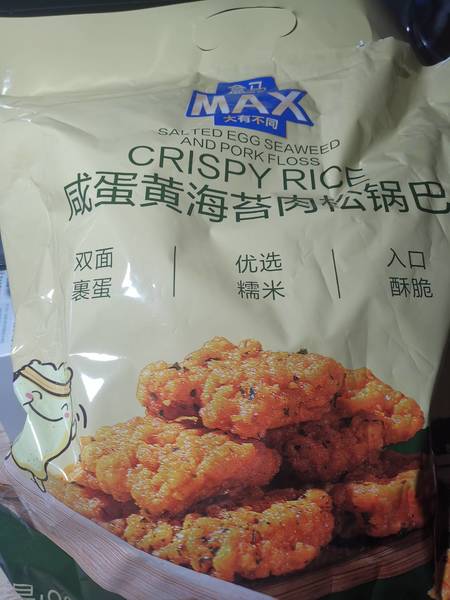 盒马
MAX
大有不同
SALTED EGG SEAWEED
AND PORK FLOSS
CRISPY RICE
咸蛋黄海苔肉松锅巴
双面 优选 入口
裹蛋 糯米 酥脆